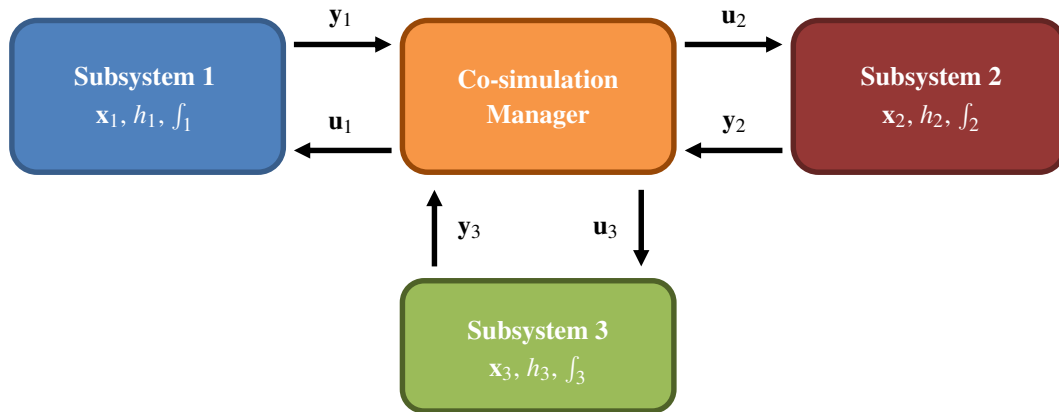 y₁
u₂
Subsystem 1
x₁, h₁, ∫₁
Co-simulation
Manager
Subsystem 2
x₂, h₂, ∫₂
u₁
y₂
y₃
u₃
Subsystem 3
x₃, h₃, ∫₃